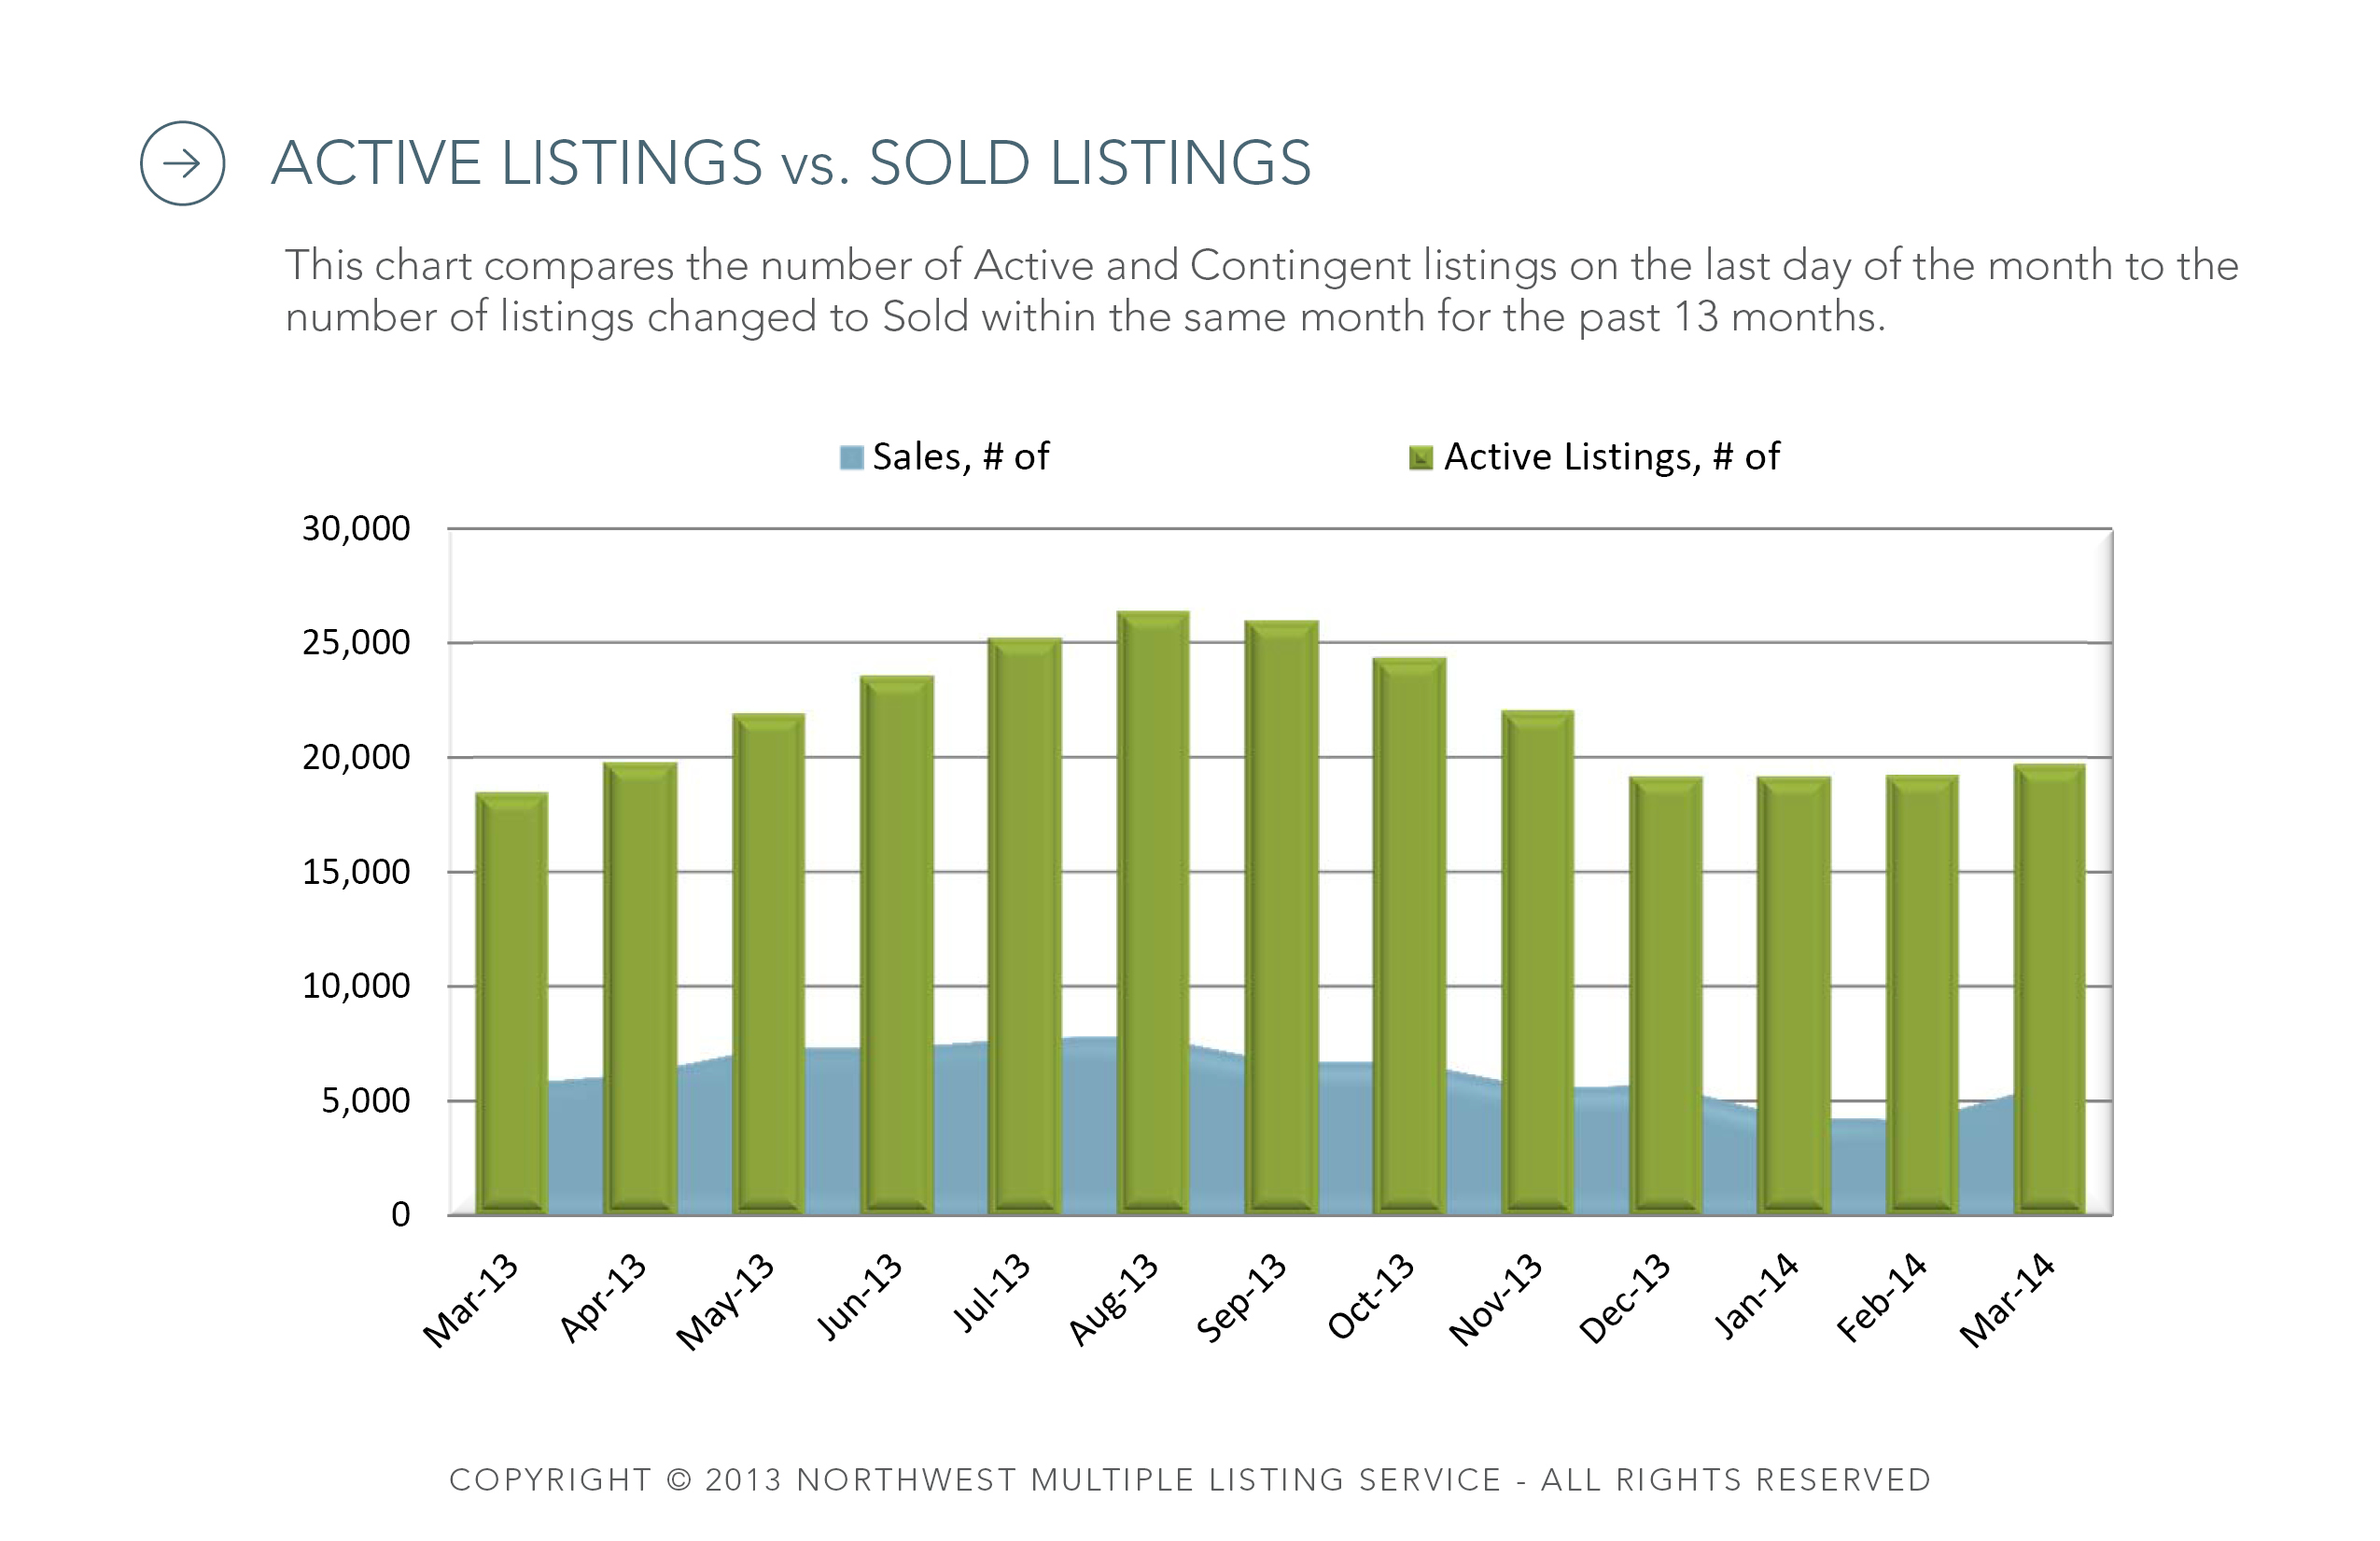 ACTIVE LISTINGS vs. SOLD LISTINGS
This chart compares the number of Active and Contingent listings on the last day of the month to the
number of listings changed to Sold within the same month for the past 13 months.
Sales, # of
Active Listings, # of
30,000
25,000
20,000
15,000
10,000
5,000
0
Mar-13
Apr-13
May-13
Jun-13
Jul-13
Aug-13
Sep-13
Oct-13
Nov-13
Dec-13
Jan-14
Feb-14
Mar-14
COPYRIGHT © 2013 NORTHWEST MULTIPLE LISTING SERVICE - ALL RIGHTS RESERVED